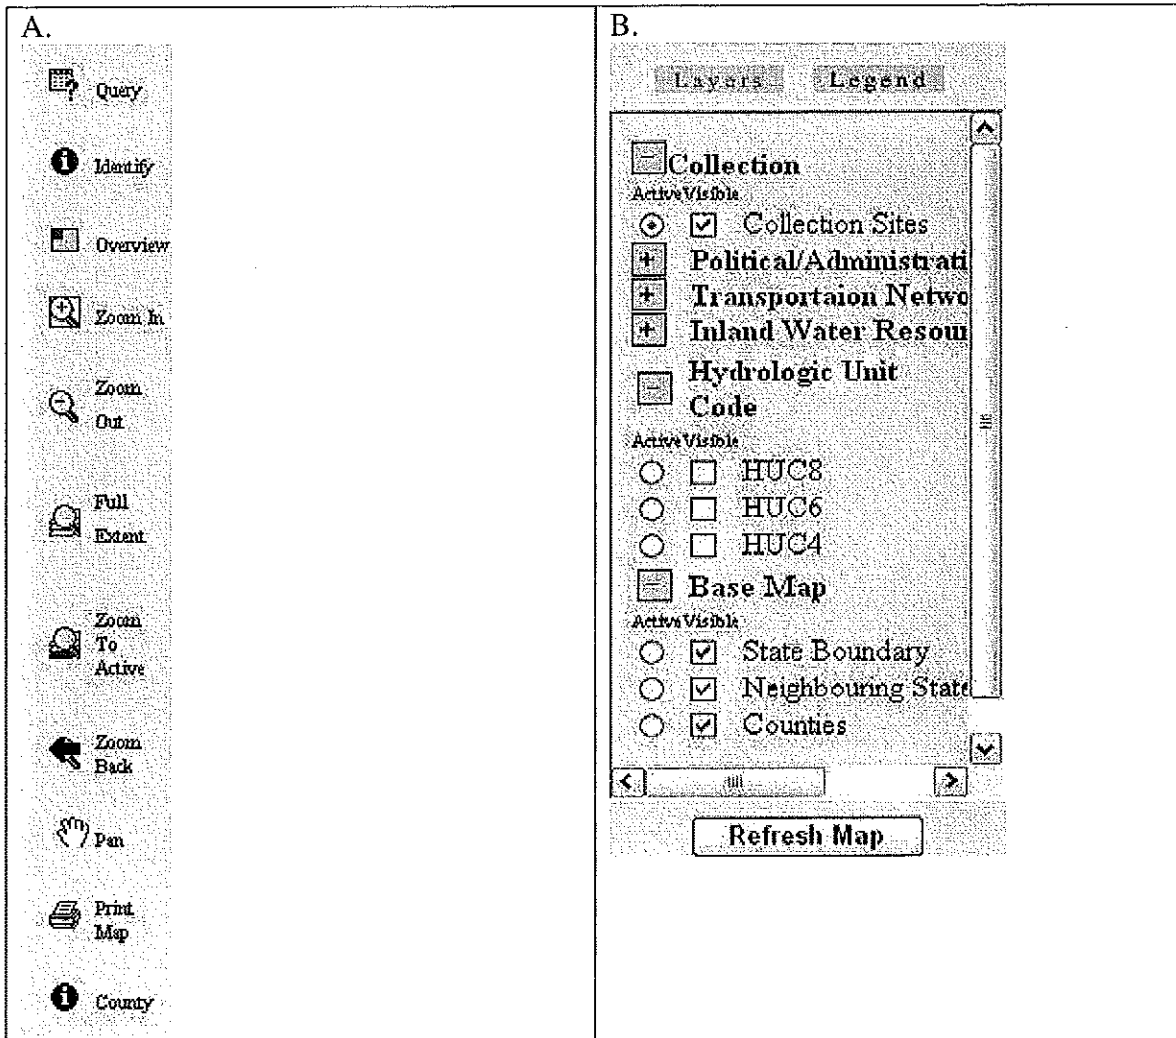 A.
Query
Identify
Overview
Zoom In
Zoom
Out
Full
Extent
Zoom
To
Active
Zoom
Back
Pan
Print
Map
County
B.
Layers Legend
Collection
Active Visible
Collection Sites
Political/Administrati
Transportaion Netwo
Inland Water Resour
Hydrologic Unit
Code
Active Visible
HUC8
HUC6
HUC4
Base Map
Active Visible
State Boundary
Neighbouring State
Counties
Refresh Map